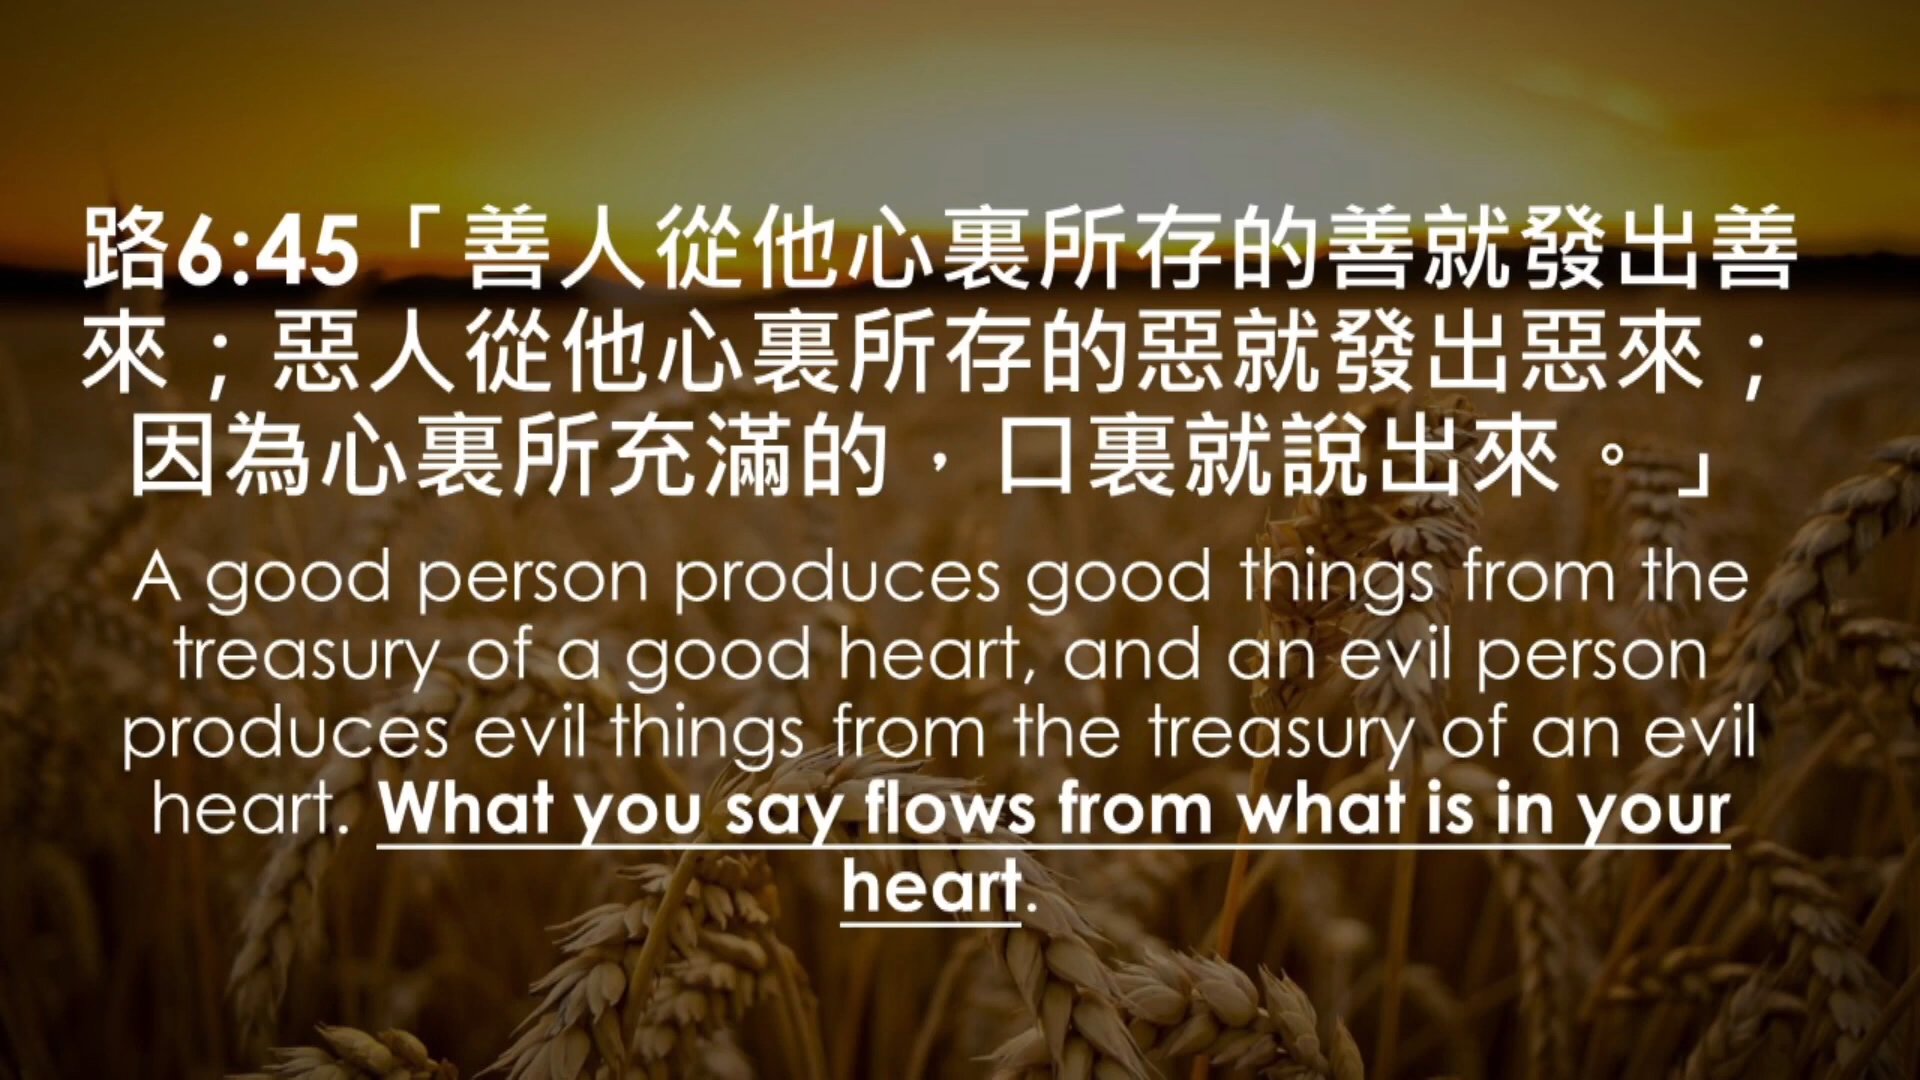 路6:45「善人從他心裏所存的善就發出善
來；惡人從他心裏所存的惡就發出惡來；
因為心裏所充滿的，口裏就說出來。」
A good person produces good things from the
treasury of a good heart, and an evil person
produces evil things from the treasury of an evil
heart. What you say flows from what is in your
heart.